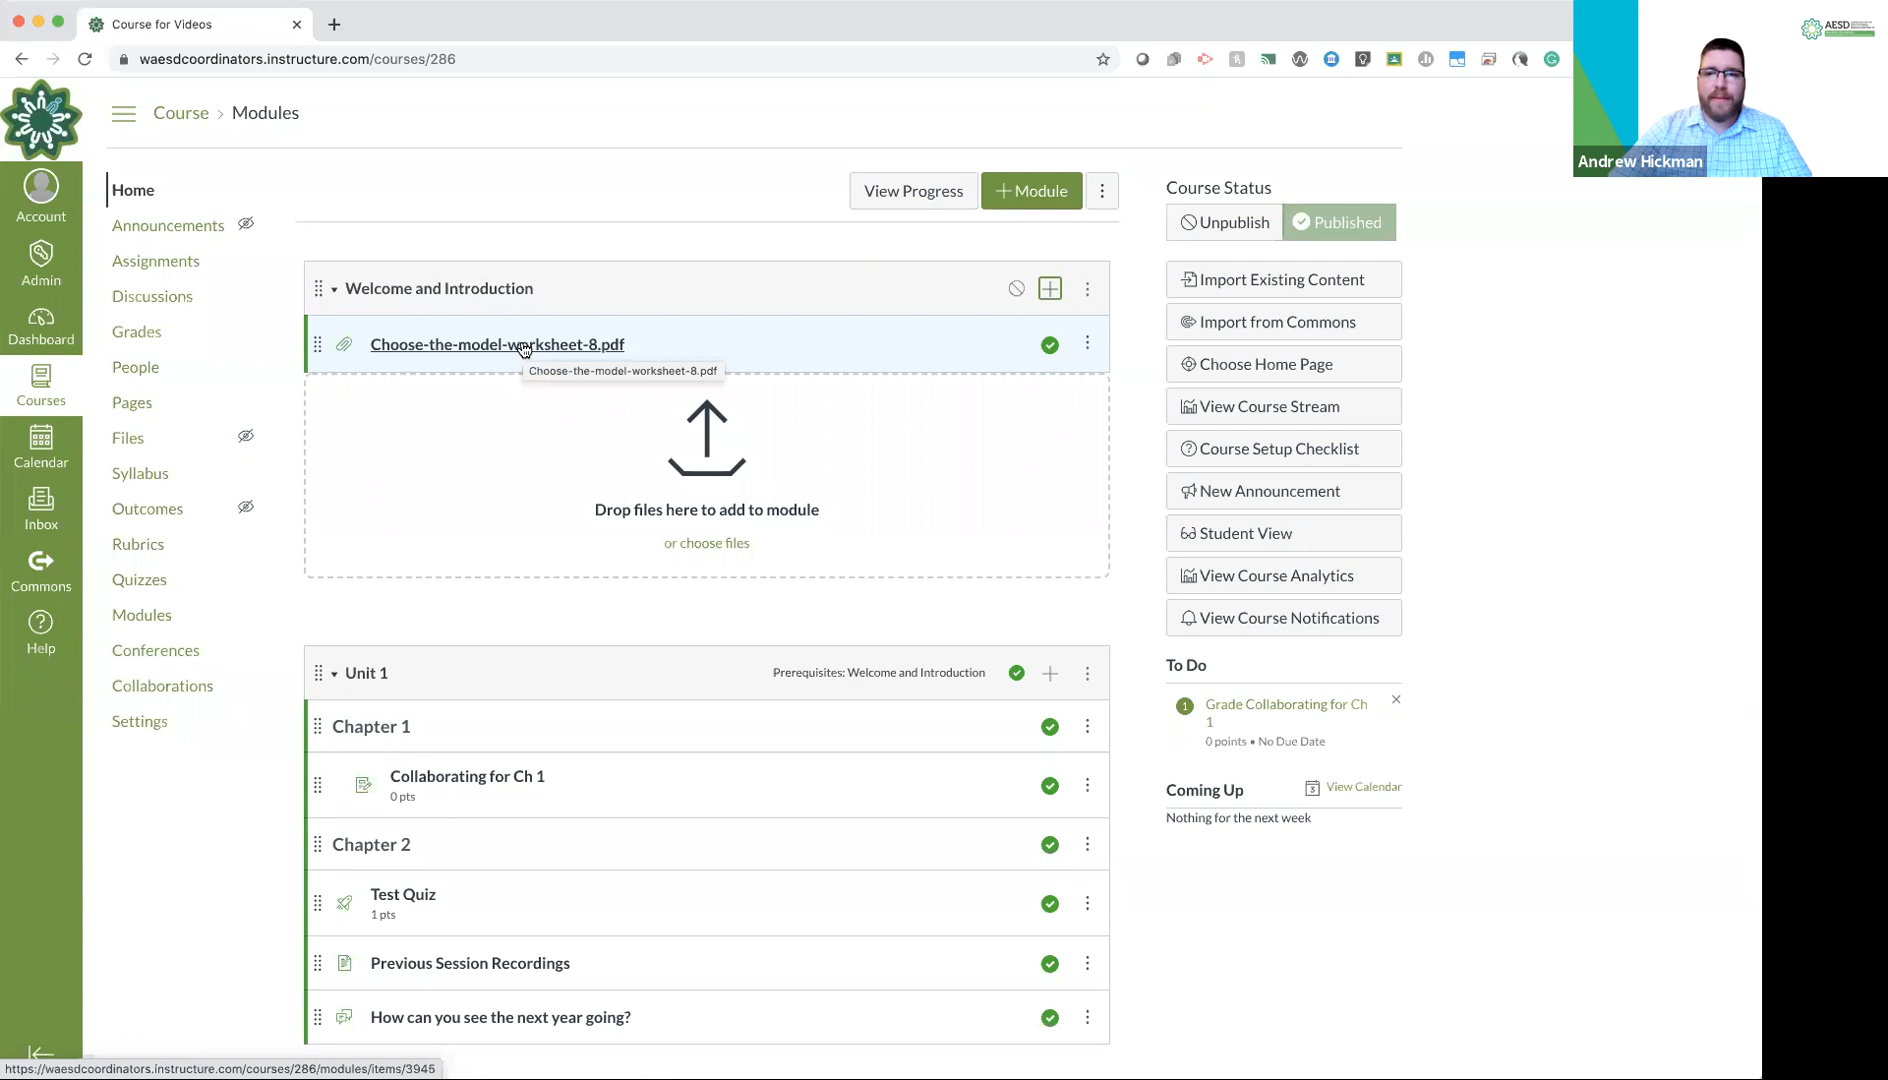 Course for Videos
waesdcoordinators.instructure.com/courses/286
AESD
Andrew Hickman
Course > Modules
Account
Admin
Dashboard
Courses
Calendar
Inbox
Commons
Help
Home
Announcements
Assignments
Discussions
Grades
People
Pages
Files
Syllabus
Outcomes
Rubrics
Quizzes
Modules
Conferences
Collaborations
Settings
View Progress
+ Module
Welcome and Introduction
Choose-the-model-worksheet-8.pdf
Choose-the-model-worksheet-8.pdf
Drop files here to add to module
or choose files
Unit 1
Prerequisites: Welcome and Introduction
Chapter 1
Collaborating for Ch 1
0 pts
Chapter 2
Test Quiz
1 pts
Previous Session Recordings
How can you see the next year going?
Course Status
Unpublish
Published
Import Existing Content
Import from Commons
Choose Home Page
View Course Stream
Course Setup Checklist
New Announcement
Student View
View Course Analytics
View Course Notifications
To Do
1
Grade Collaborating for Ch
1
0 points • No Due Date
Coming Up
3
View Calendar
Nothing for the next week
https://waesdcoordinators.instructure.com/courses/286/modules/items/3945